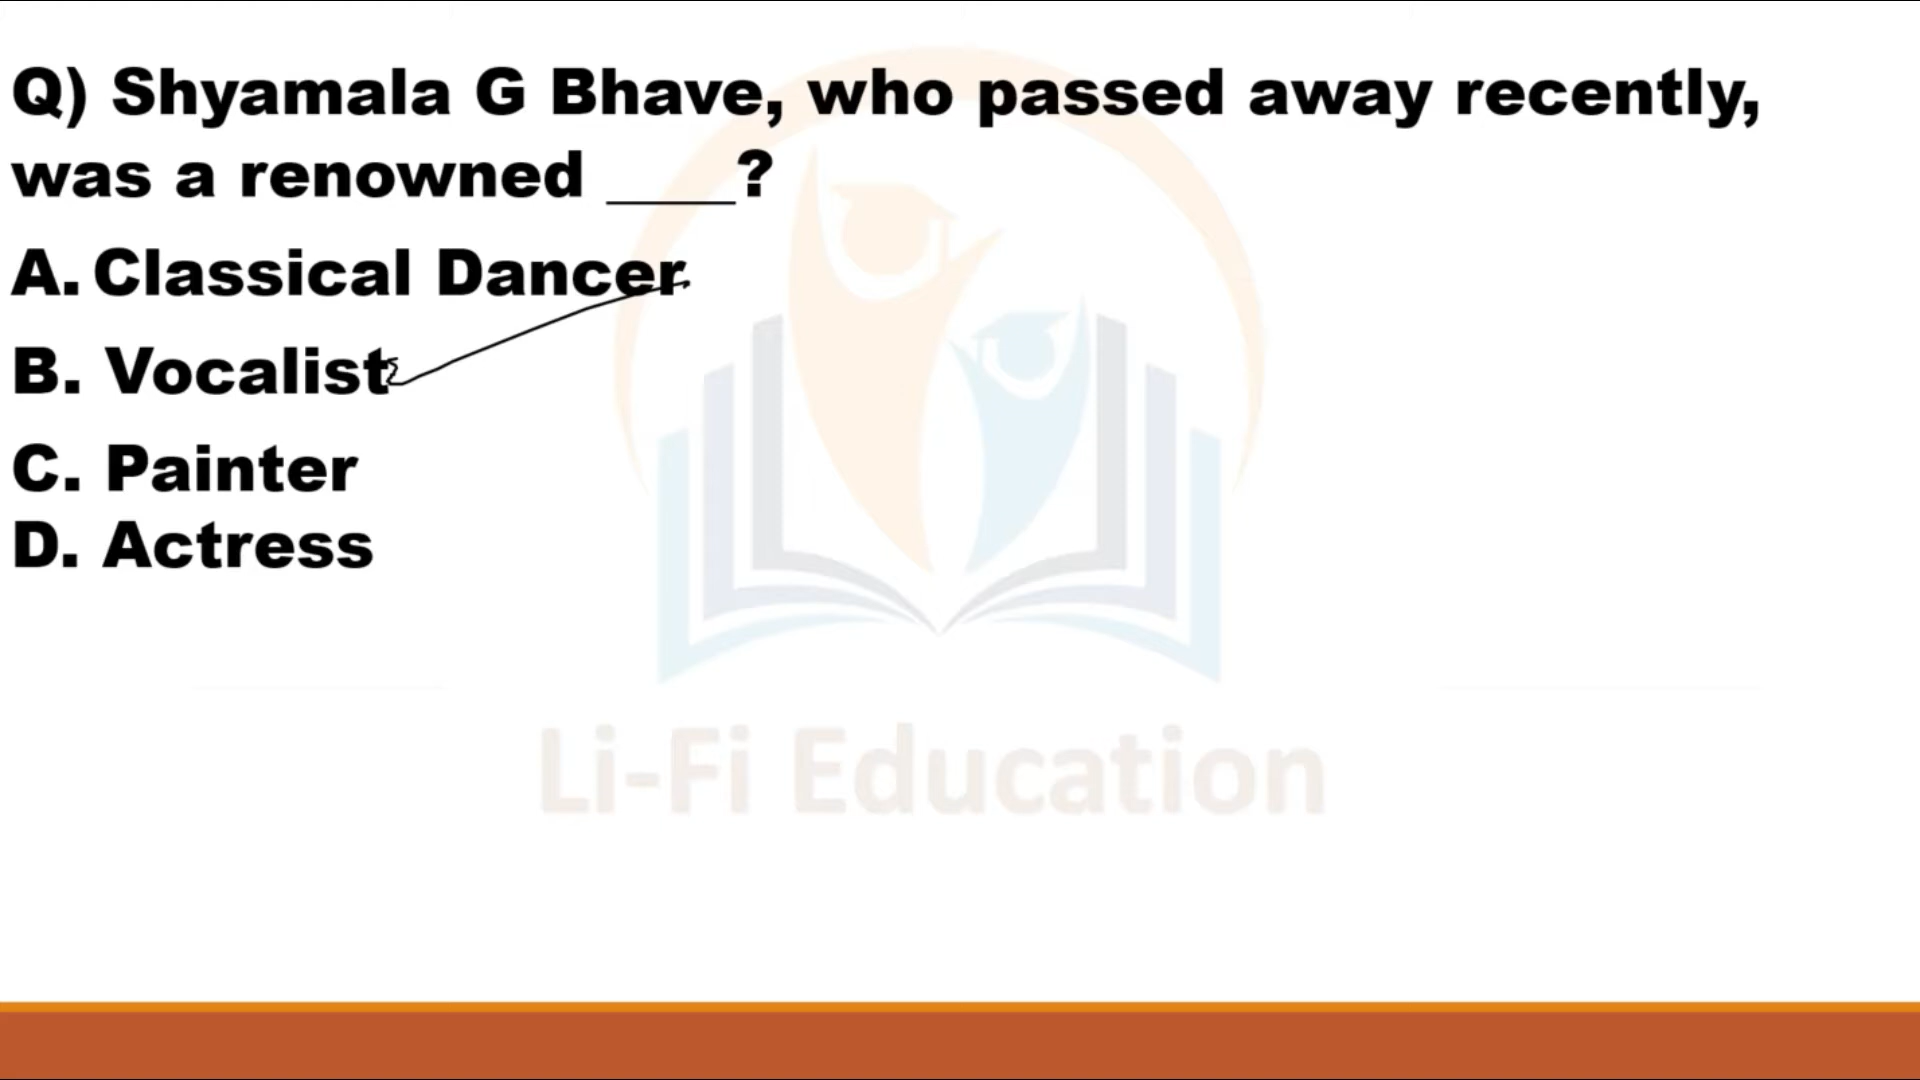 Q) Shyamala G Bhave, who passed away recently,
was a renowned ____?
A. Classical Dancer
B. Vocalist
C. Painter
D. Actress
Li-Fi Education